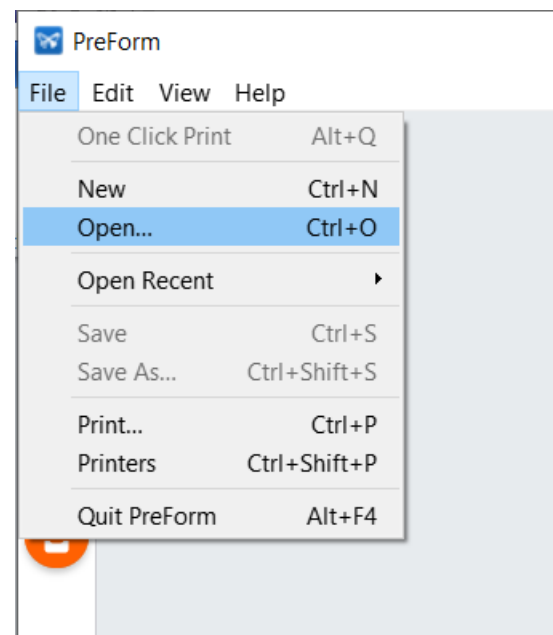 PreForm
File Edit View Help
One Click Print Alt+Q
New Ctrl+N
Open... Ctrl+O
Open Recent
Save Ctrl+S
Save As... Ctrl+Shift+S
Print... Ctrl+P
Printers Ctrl+Shift+P
Quit PreForm Alt+F4